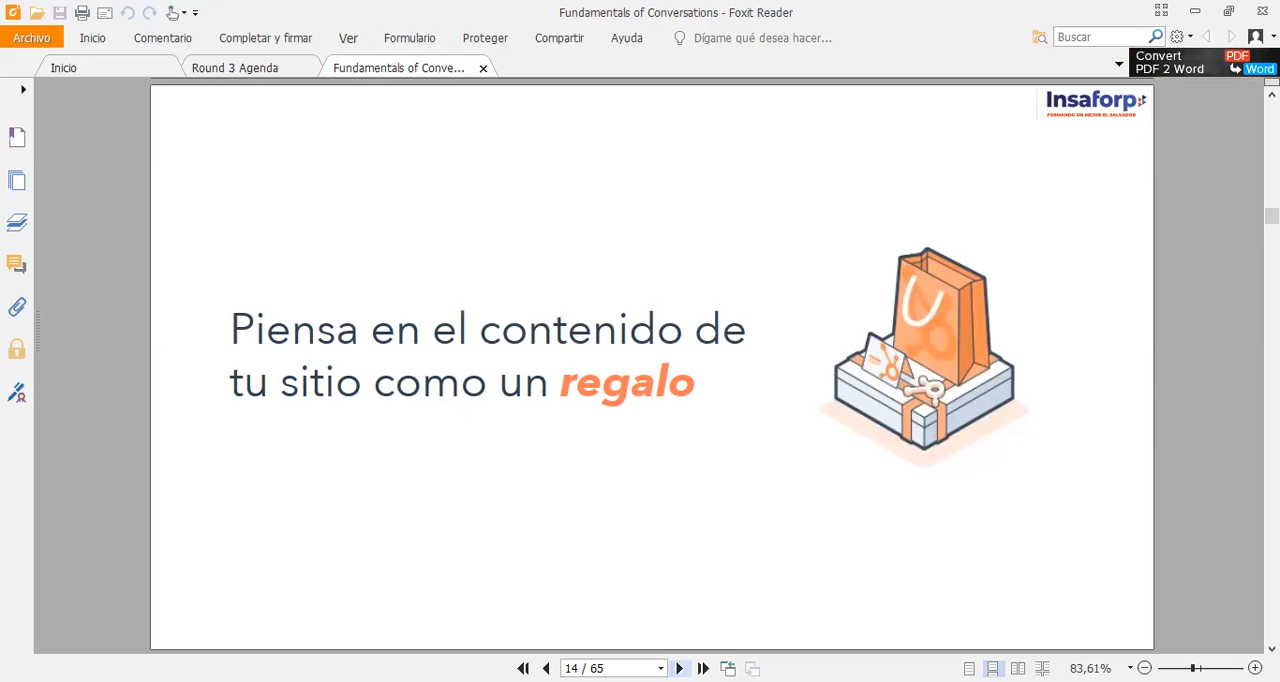 Fundamentals of Conversations - Foxit Reader
Archivo Inicio Comentario Completar y firmar Ver Formulario Proteger Compartir Ayuda Dígame qué desea hacer... Buscar
Inicio Round 3 Agenda Fundamentals of Conve...
Convert PDF
PDF 2 Word Word
Insaforp
FORMANDO UN MEJOR EL SALVADOR
Piensa en el contenido de
tu sitio como un regalo
14 / 65 83,61%